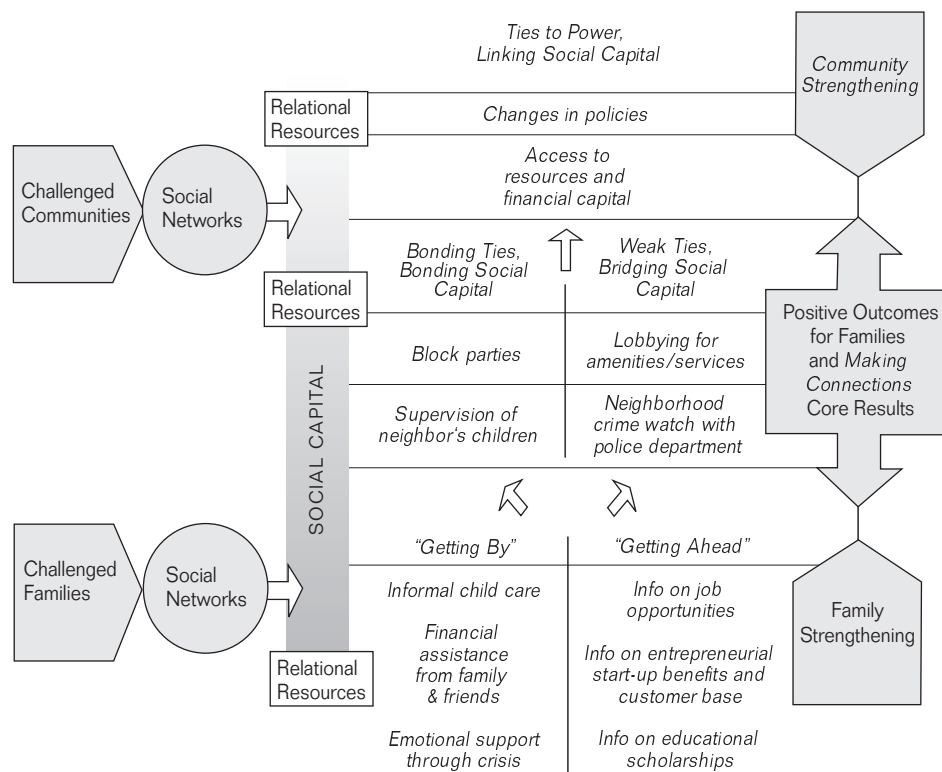 Ties to Power,
Linking Social Capital
Community
Strengthening
Relational
Resources
Changes in policies
Access to
resources and
financial capital
Challenged
Communities
Social
Networks
Bonding Ties,
Bonding Social
Capital
Weak Ties,
Bridging Social
Capital
Relational
Resources
Positive Outcomes
for Families
and Making
Connections
Core Results
Block parties
Lobbying for
amenities/services
Supervision of
neighbor's children
Neighborhood
crime watch with
police department
SOCIAL CAPITAL
Challenged
Families
Social
Networks
"Getting By"
"Getting Ahead"
Informal child care
Info on job
opportunities
Family
Strengthening
Financial
assistance
from family
& friends
Info on entrepreneurial
start-up benefits and
customer base
Relational
Resources
Emotional support
through crisis
Info on educational
scholarships